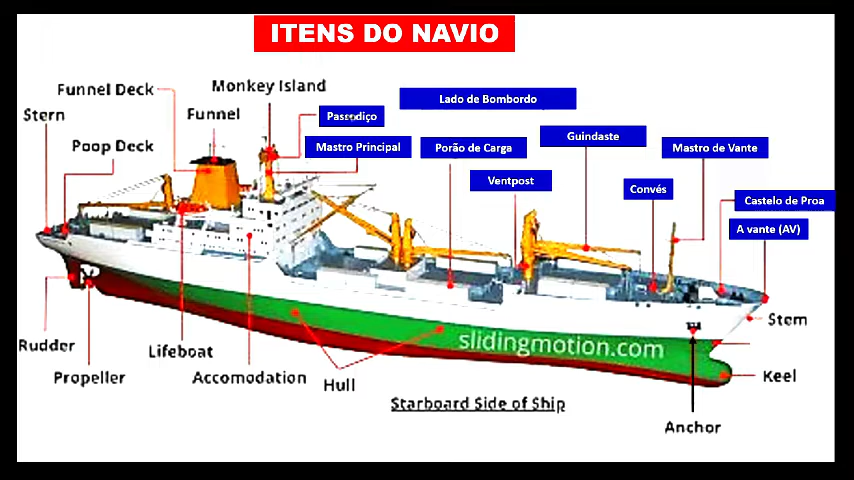 ITENS DO NAVIO
Funnel Deck
Monkey Island
Stern
Funnel
Passdiço
Lado de Bombordo
Poop Deck
Mastro Principal
Porão de Carga
Guindaste
Mastro de Vante
Ventpost
Convés
Castelo de Proa
A vante (AV)
Stem
slidingmotion.com
Rudder
Lifeboat
Propeller
Accomodation
Hull
Keel
Starboard Side of Ship
Anchor